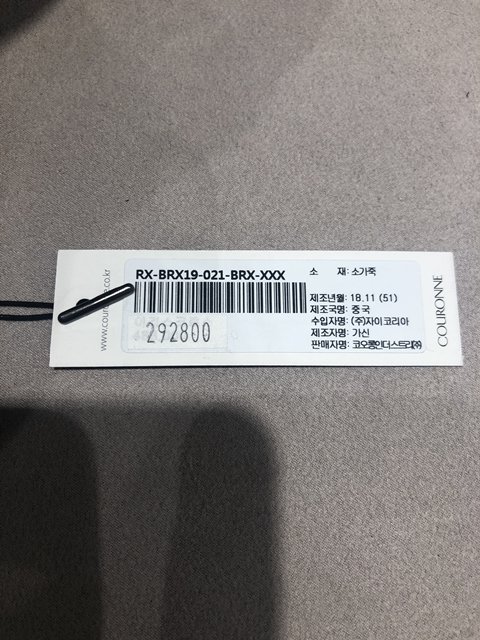 RX-BRX19-021-BRX-XXX
292800
소 재: 소가죽
제조년월: 18.11 (51)
제조국명: 중국
수입자명: (주)자이코리아
제조자명: 가신
판매자명: 코오롱인더스트리(주)
COURONNE